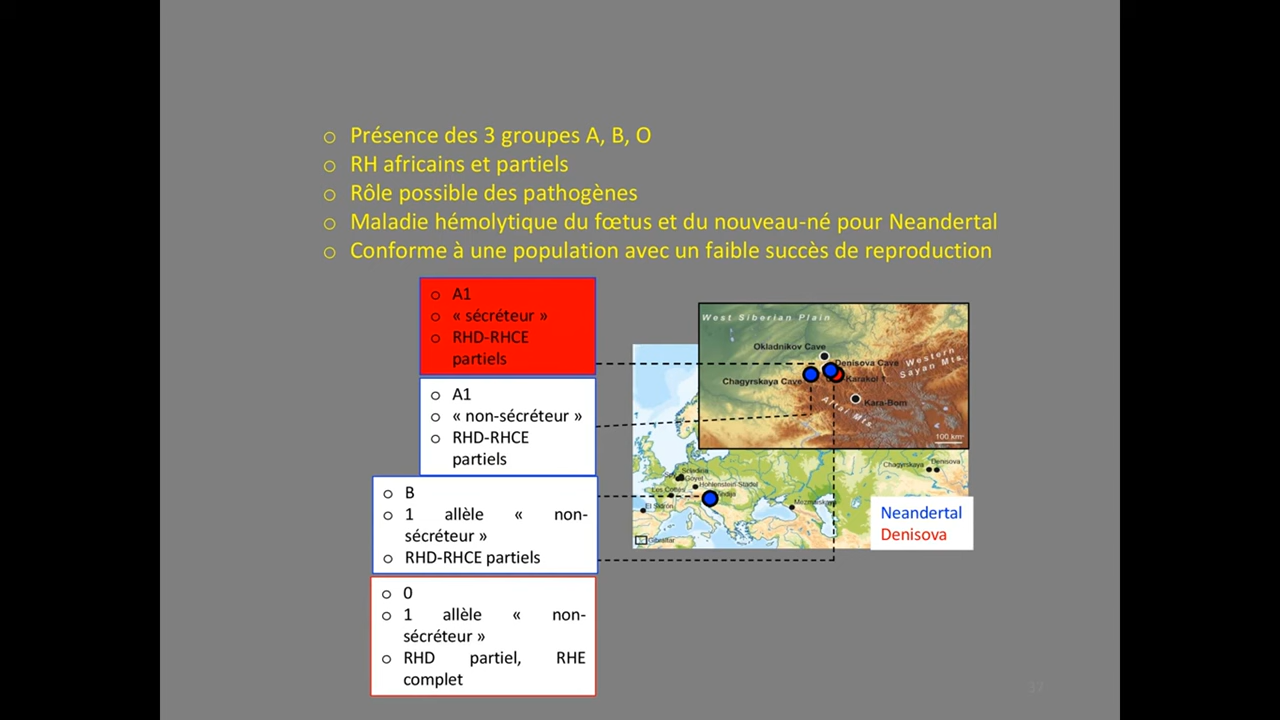 o Présence des 3 groupes A, B, O
o RH africains et partiels
o Rôle possible des pathogènes
o Maladie hémolytique du fœtus et du nouveau-né pour Neandertal
o Conforme à une population avec un faible succès de reproduction
o A1
o « sécréteur »
o RHD-RHCE
partiels
o A1
o « non-sécréteur »
o RHD-RHCE
partiels
o B
o 1 allèle « non-
sécréteur »
o RHD-RHCE partiels
o 0
o 1 allèle « non-
sécréteur »
o RHD partiel, RHE
complet
West Siberian Plain
Okladnikov Cave
Denisova Cave
Western
Sayan Mts.
Chagyrskaya Cave
Karakol 1
Kara-Bom
Altai Mts.
100 km
Chagyrskaya Denisova
Goyet
Hohlenstein-Stadel
Les Cottés
Vindija
El Sidrón
Mezmaiskaya
Gibraltar
Neandertal
Denisova
37